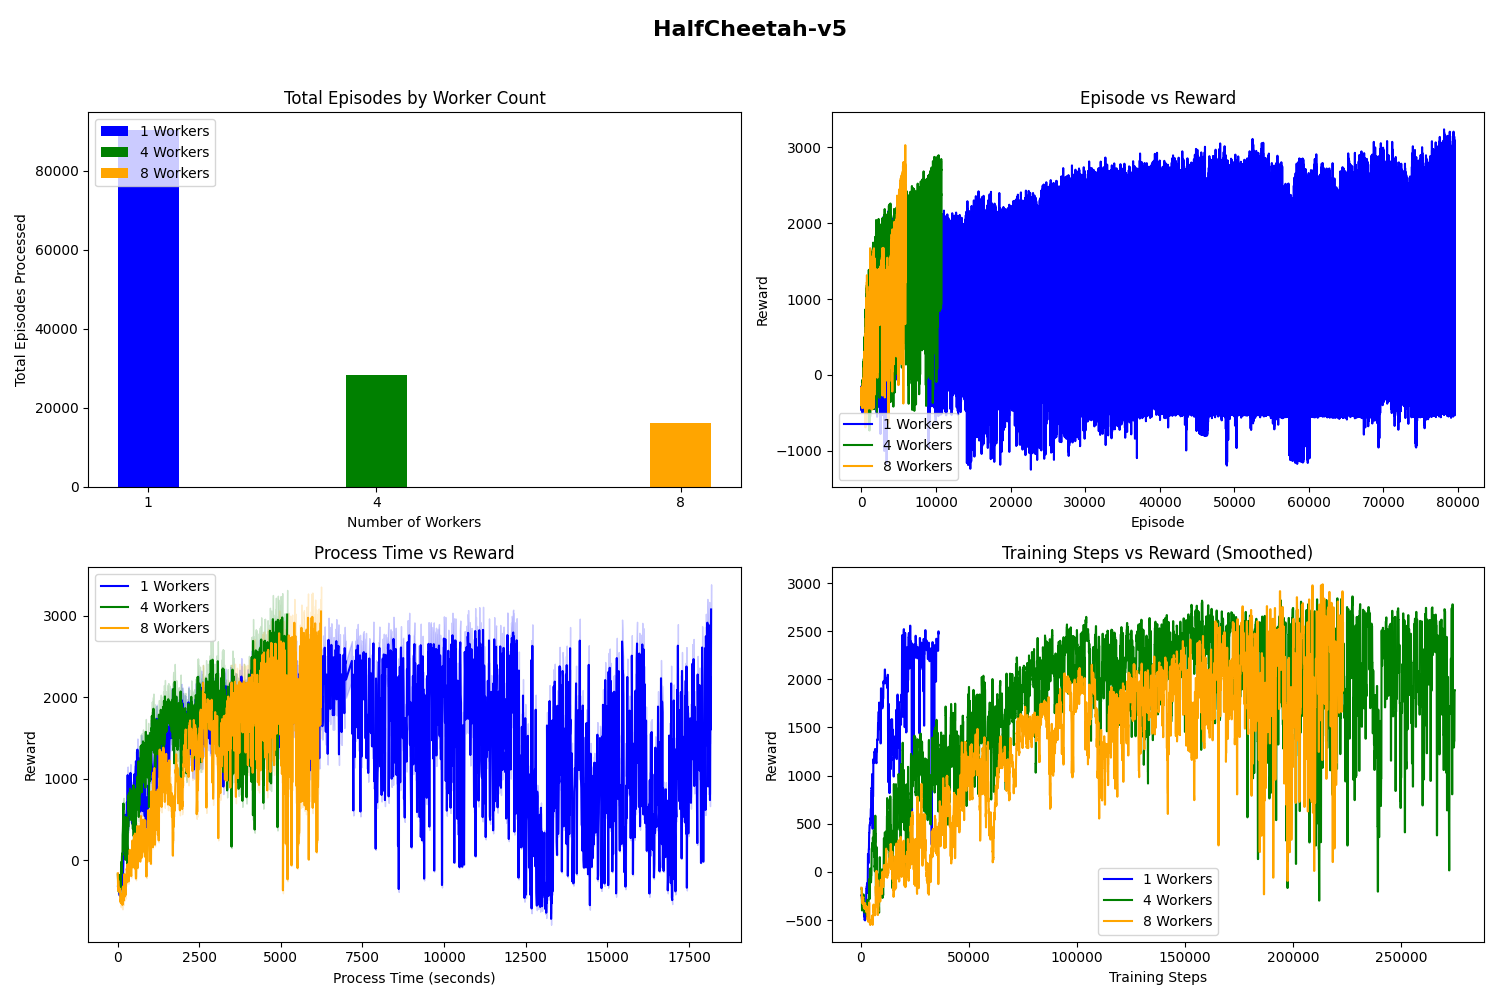 HalfCheetah-v5
Total Episodes by Worker Count
Total Episodes Processed
80000
60000
40000
20000
0
1 Workers
4 Workers
8 Workers
1 4 8
Number of Workers
Episode vs Reward
Reward
3000
2000
1000
0
−1000
1 Workers
4 Workers
8 Workers
0 10000 20000 30000 40000 50000 60000 70000 80000
Episode
Process Time vs Reward
Reward
3000
2000
1000
0
1 Workers
4 Workers
8 Workers
0 2500 5000 7500 10000 12500 15000 17500
Process Time (seconds)
Training Steps vs Reward (Smoothed)
Reward
3000
2500
2000
1500
1000
500
0
−500
1 Workers
4 Workers
8 Workers
0 50000 100000 150000 200000 250000
Training Steps